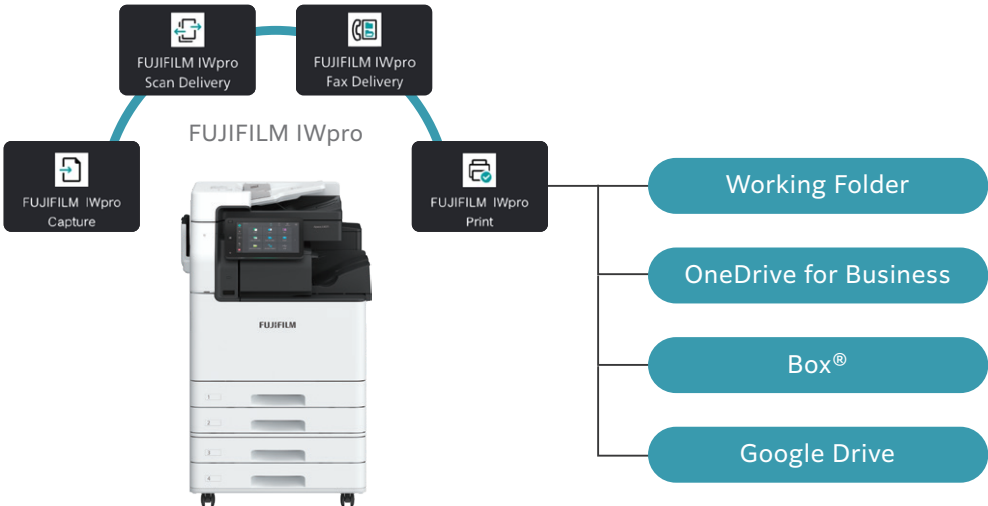 FUJIFILM IWpro
Scan Delivery
FUJIFILM IWpro
Fax Delivery
FUJIFILM IWpro
FUJIFILM IWpro
Capture
FUJIFILM IWpro
Print
FUJIFILM
Working Folder
OneDrive for Business
Box®
Google Drive